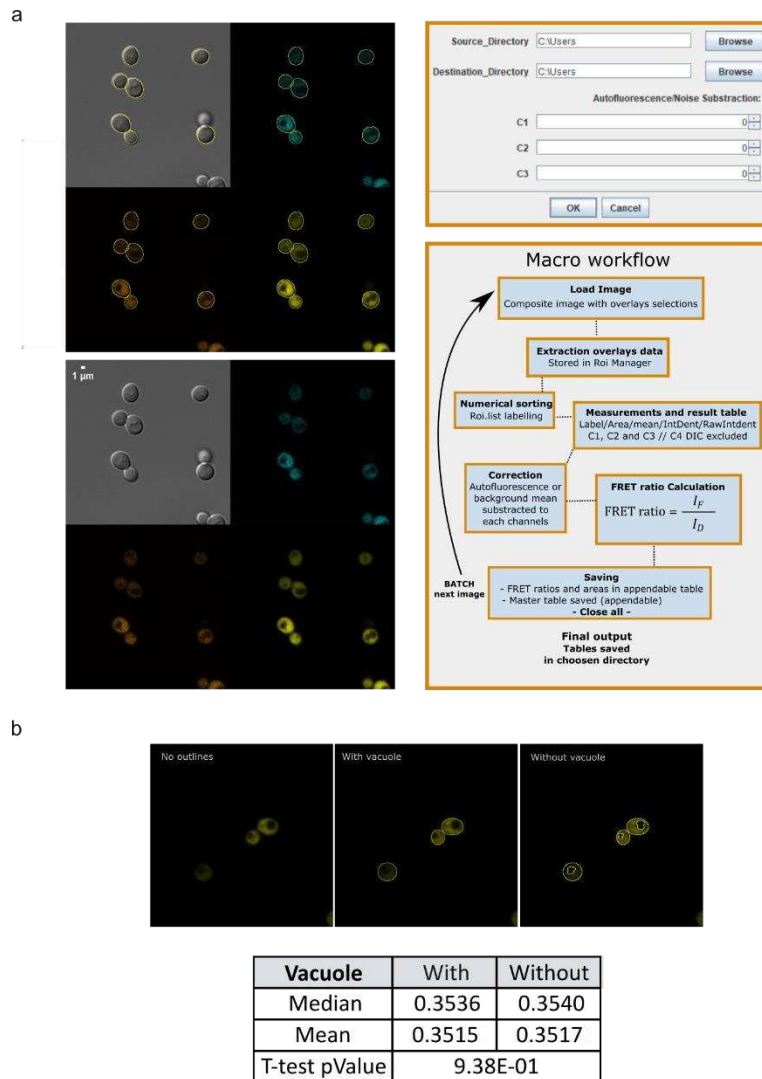 a
Source_Directory C:\Users Browse
Destination_Directory C:\Users Browse
Autofluorescence/Noise Substraction:
C1 0
C2 0
C3 0
OK Cancel
1 µm
Macro workflow
Load Image
Composite image with overlays selections
Extraction overlays data
Stored in Roi Manager
Numerical sorting
Roi.list labelling
Measurements and result table
Label/Area/mean/IntDent/RawIntdent
C1, C2 and C3 // C4 DIC excluded
Correction
Autofluorescence or
background mean
substracted to
each channels
FRET ratio Calculation
FRET ratio = I_F / I_D
BATCH
next image
Saving
- FRET ratios and areas in appendable table
- Master table saved (appendable)
- Close all -
Final output
Tables saved
in choosen directory
b
No outlines
With vacuole
Without vacuole
Vacuole With Without
Median 0.3536 0.3540
Mean 0.3515 0.3517
T-test pValue 9.38E-01